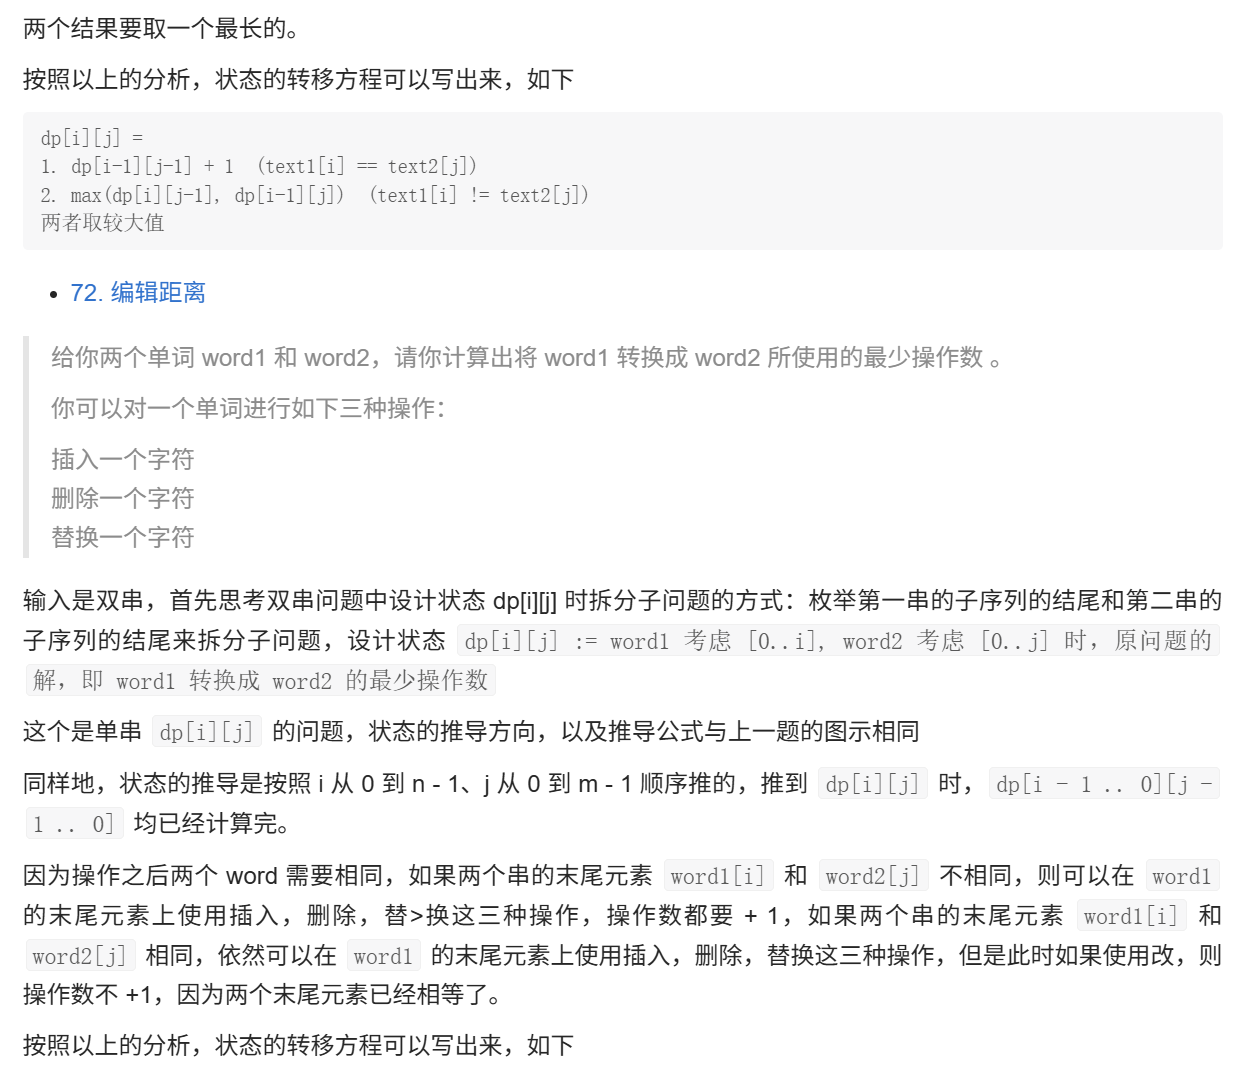 两个结果要取一个最长的。
按照以上的分析，状态的转移方程可以写出来，如下
dp[i][j] =
1. dp[i-1][j-1] + 1  (text1[i] == text2[j])
2. max(dp[i][j-1], dp[i-1][j])  (text1[i] != text2[j])
两者取较大值
72. 编辑距离
给你两个单词 word1 和 word2，请你计算出将 word1 转换成 word2 所使用的最少操作数 。
你可以对一个单词进行如下三种操作：
插入一个字符
删除一个字符
替换一个字符
输入是双串，首先思考双串问题中设计状态 dp[i][j] 时拆分子问题的方式：枚举第一串的子序列的结尾和第二串的
子序列的结尾来拆分子问题，设计状态 dp[i][j] := word1 考虑 [0..i], word2 考虑 [0..j] 时，原问题的
解，即 word1 转换成 word2 的最少操作数
这个是单串 dp[i][j] 的问题，状态的推导方向，以及推导公式与上一题的图示相同
同样地，状态的推导是按照 i 从 0 到 n - 1、j 从 0 到 m - 1 顺序推的，推到 dp[i][j] 时，dp[i - 1 .. 0][j -
1 .. 0] 均已经计算完。
因为操作之后两个 word 需要相同，如果两个串的末尾元素 word1[i] 和 word2[j] 不相同，则可以在 word1
的末尾元素上使用插入，删除，替>换这三种操作，操作数都要 + 1，如果两个串的末尾元素 word1[i] 和
word2[j] 相同，依然可以在 word1 的末尾元素上使用插入，删除，替换这三种操作，但是此时如果使用改，则
操作数不 +1，因为两个末尾元素已经相等了。
按照以上的分析，状态的转移方程可以写出来，如下